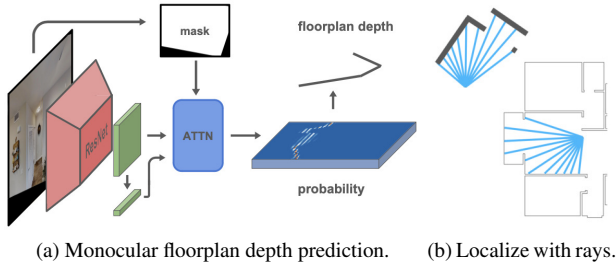 mask
floorplan depth
ResNet
ATTN
probability
(a) Monocular floorplan depth prediction.
(b) Localize with rays.